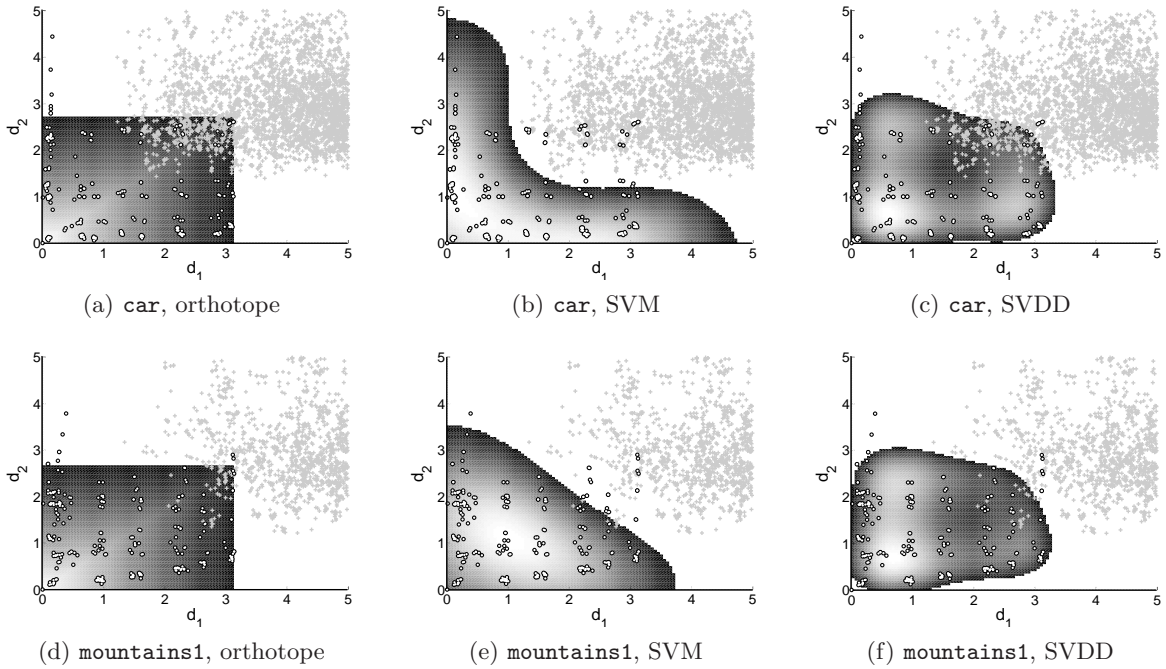 5
4
3
2
1
0
d2
0 1 2 3 4 5
d1
(a) car, orthotope
5
4
3
2
1
0
d2
0 1 2 3 4 5
d1
(b) car, SVM
5
4
3
2
1
0
d2
0 1 2 3 4 5
d1
(c) car, SVDD
5
4
3
2
1
0
d2
0 1 2 3 4 5
d1
(d) mountains1, orthotope
5
4
3
2
1
0
d2
0 1 2 3 4 5
d1
(e) mountains1, SVM
5
4
3
2
1
0
d2
0 1 2 3 4 5
d1
(f) mountains1, SVDD